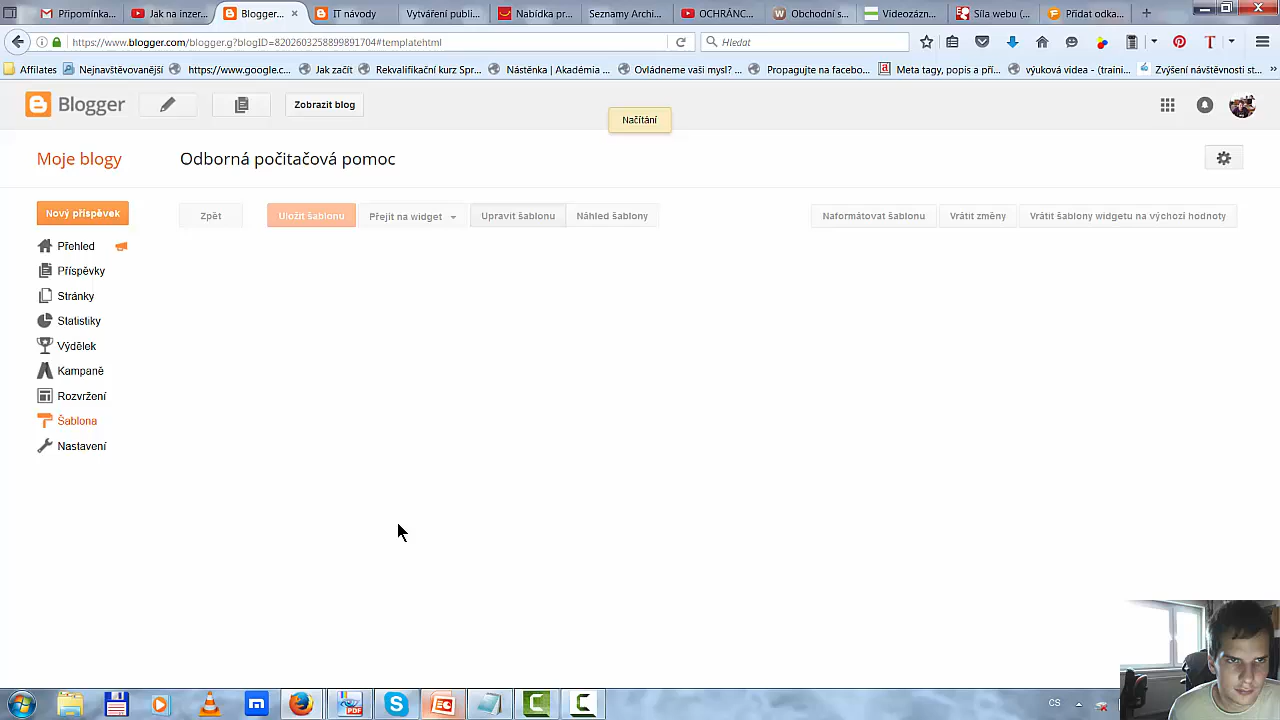 Připomínka...
Jak na inzer...
Blogger...
IT návody
Vytváření publi...
Nabídka pr...
Seznamy Archi...
OCHRÁNC...
Obchodní s...
Videozázn...
Síla webu (...
Přidat odka...
https://www.blogger.com/blogger.g?blogID=8202603258899891704#templatehtml
Hledat
Affilates
Nejnavštěvovanější
https://www.google.c...
Jak začít
Rekvalifikační kurz Spr...
Nástěnka | Akadémia ...
Ovládneme vaši mysl? ...
Propagujte na facebo...
Meta tagy, popis a pří...
výuková videa - (traini...
Zvýšení návštěvnosti st...
Blogger
Zobrazit blog
Načítání
Moje blogy
Odborná počitačová pomoc
Nový příspěvek
Zpět
Uložit šablonu
Přejít na widget
Upravit šablonu
Náhled šablony
Naformátovat šablonu
Vrátit změny
Vrátit šablony widgetu na výchozí hodnoty
Přehled
Příspěvky
Stránky
Statistiky
Výdělek
Kampaně
Rozvržení
Šablona
Nastavení
CS